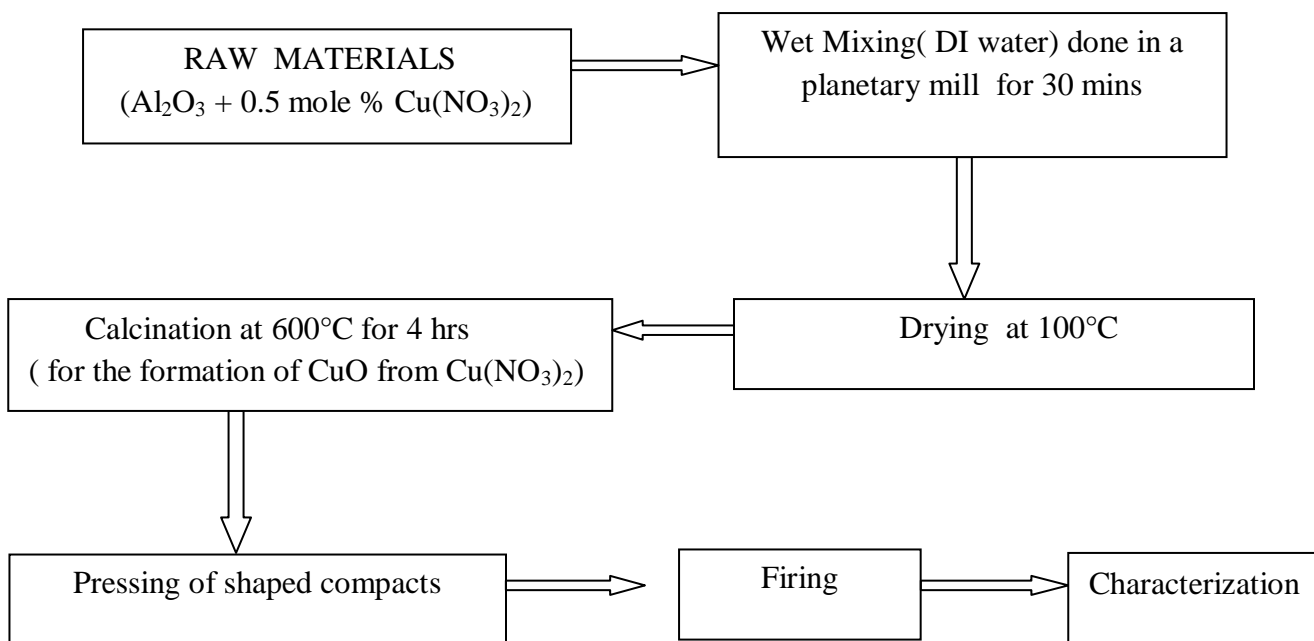 RAW MATERIALS
(Al₂O₃ + 0.5 mole % Cu(NO₃)₂)
Wet Mixing( DI water) done in a
planetary mill for 30 mins
Drying at 100°C
Calcination at 600°C for 4 hrs
( for the formation of CuO from Cu(NO₃)₂)
Pressing of shaped compacts
Firing
Characterization